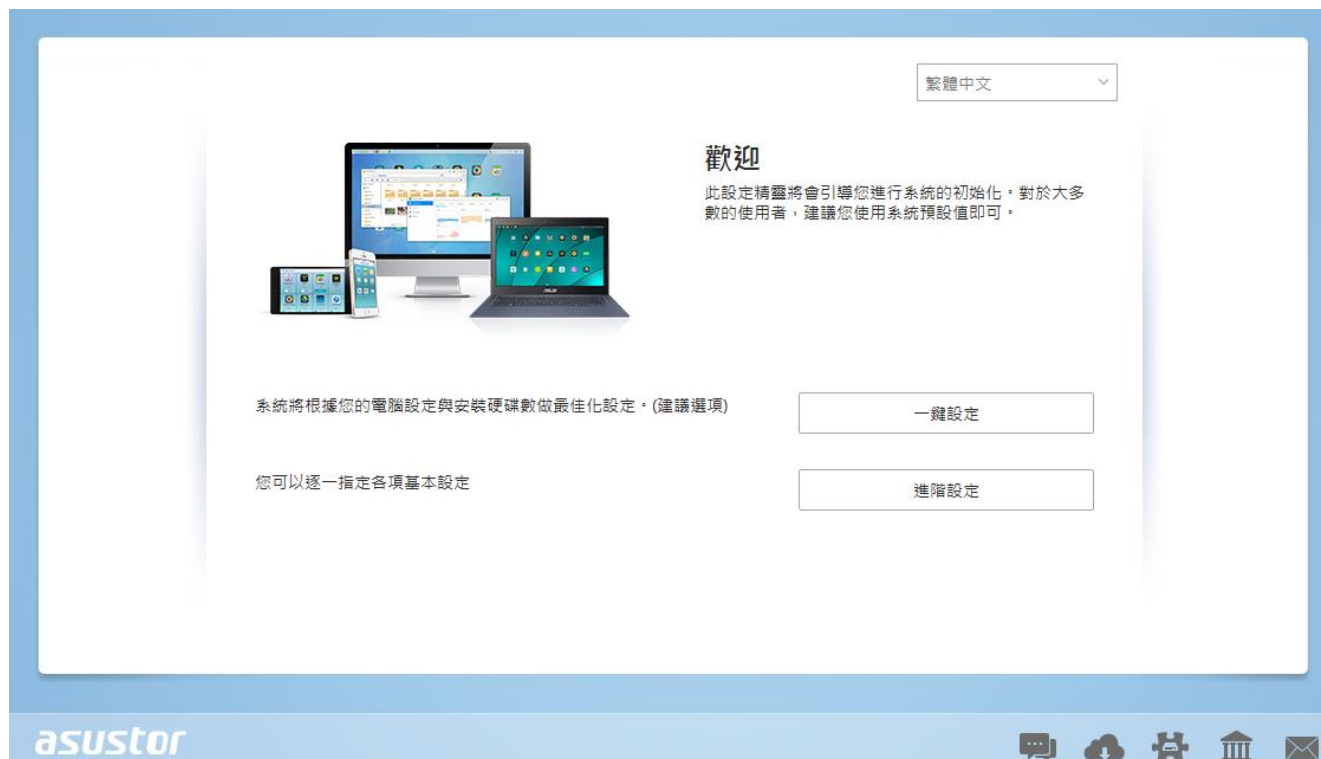 繁體中文
歡迎
此設定精靈將會引導您進行系統的初始化。對於大多
數的使用者，建議您使用系統預設值即可。
系統將根據您的電腦設定與安裝硬碟數做最佳化設定。(建議選項)
一鍵設定
您可以逐一指定各項基本設定
進階設定
asustor